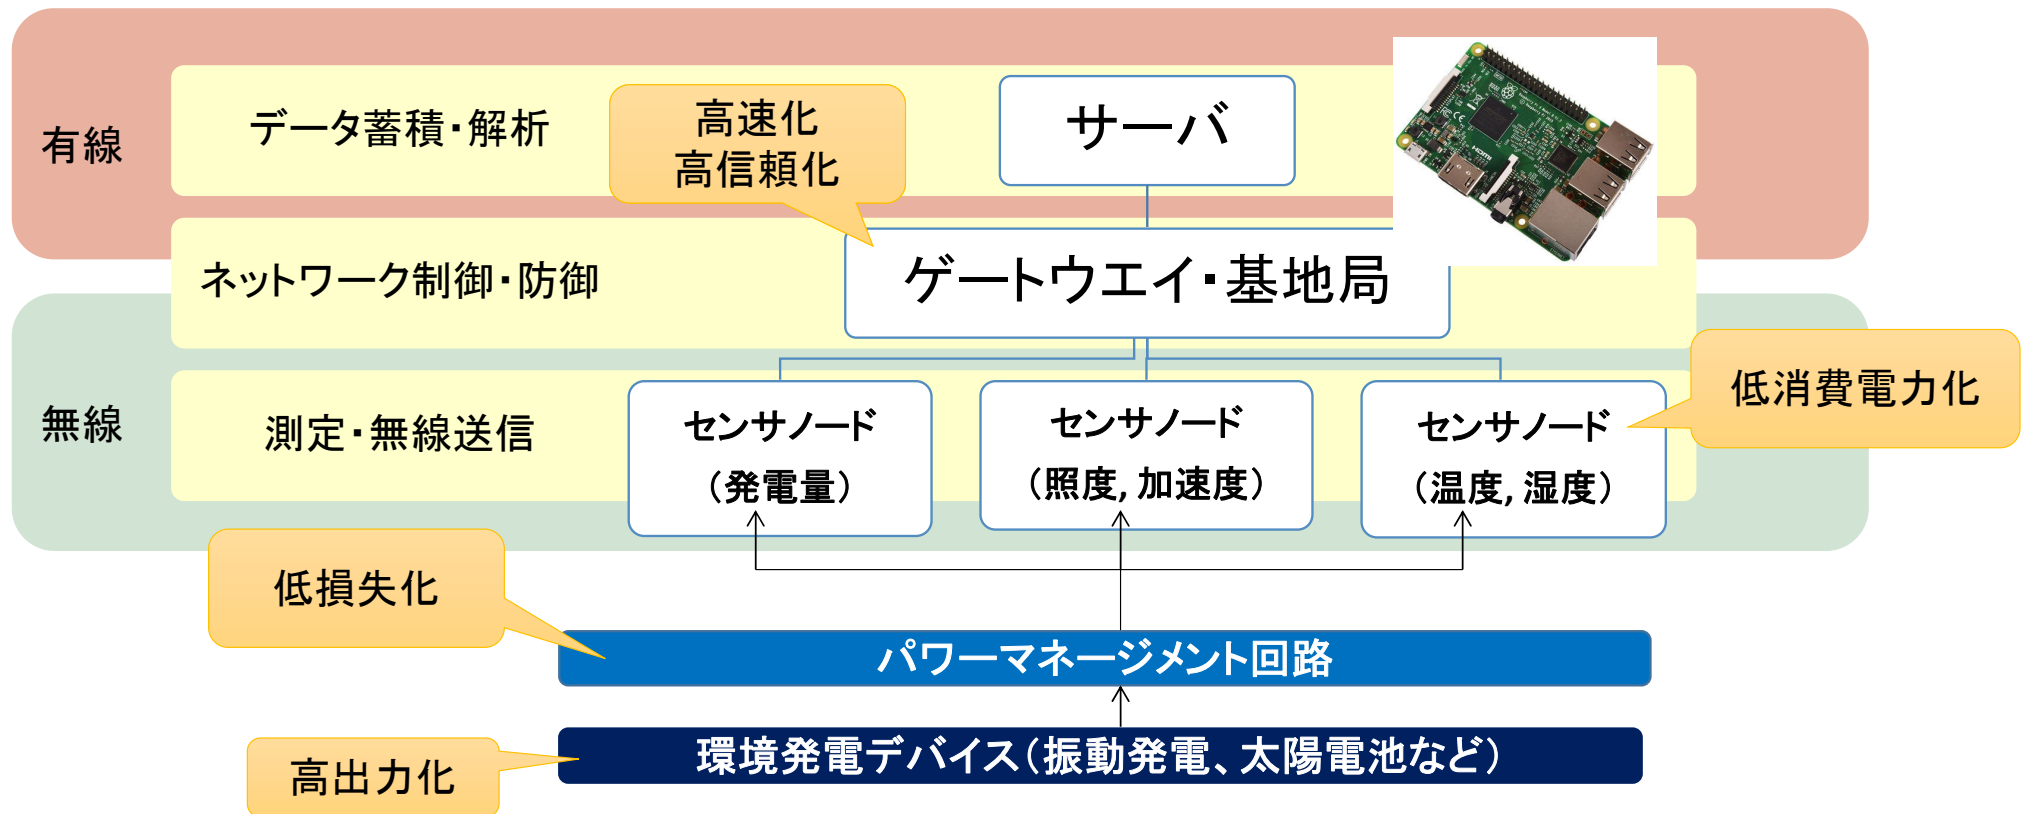 有線
データ蓄積・解析
高速化
高信頼化
サーバ
ネットワーク制御・防御
ゲートウエイ・基地局
無線
測定・無線送信
センサノード
（発電量）
センサノード
（照度, 加速度）
センサノード
（温度, 湿度）
低消費電力化
低損失化
パワーマネージメント回路
高出力化
環境発電デバイス（振動発電、太陽電池など）
HDMI